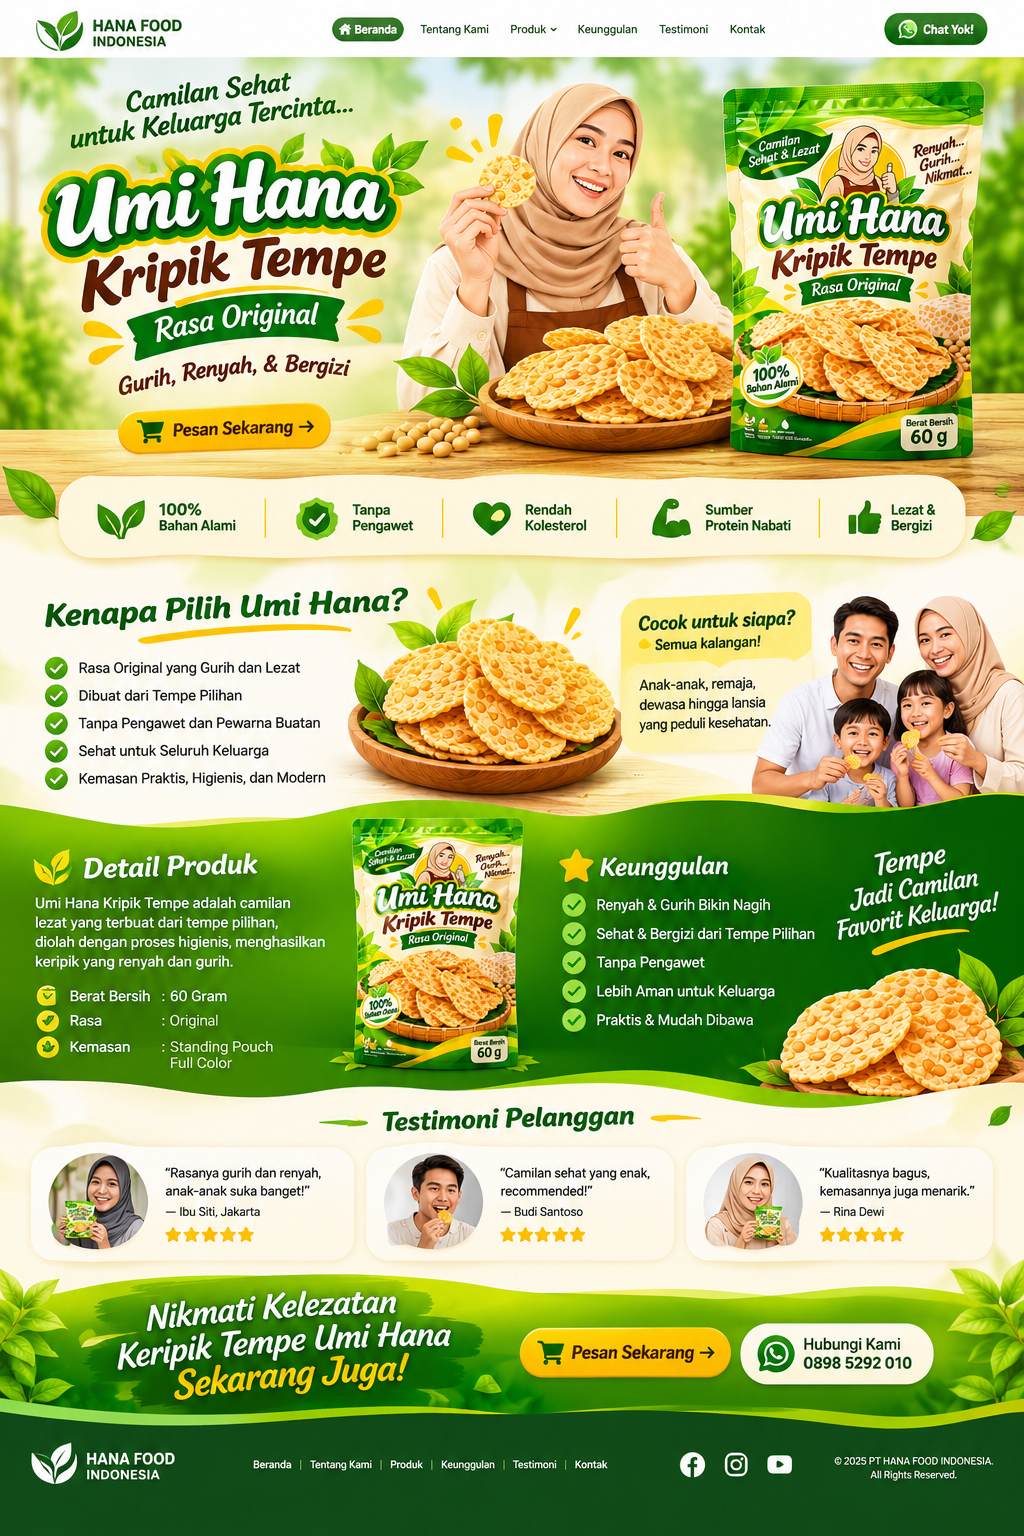 HANA FOOD
INDONESIA
Beranda
Tentang Kami
Produk
Keunggulan
Testimoni
Kontak
Chat Yok!
Camilan Sehat
untuk Keluarga Tercinta...
Umi Hana
Kripik Tempe
Rasa Original
Gurih, Renyah, & Bergizi
Pesan Sekarang →
Camilan
Sehat & Lezat
Renyah...
Gurih...
Nikmat...
Umi Hana
Kripik Tempe
Rasa Original
100%
Bahan Alami
Berat Bersih
60 g
100%
Bahan Alami
Tanpa
Pengawet
Rendah
Kolesterol
Sumber
Protein Nabati
Lezat &
Bergizi
Kenapa Pilih Umi Hana?
Rasa Original yang Gurih dan Lezat
Dibuat dari Tempe Pilihan
Tanpa Pengawet dan Pewarna Buatan
Sehat untuk Seluruh Keluarga
Kemasan Praktis, Higienis, dan Modern
Cocok untuk siapa?
Semua kalangan!
Anak-anak, remaja,
dewasa hingga lansia
yang peduli kesehatan.
Detail Produk
Umi Hana Kripik Tempe adalah camilan
lezat yang terbuat dari tempe pilihan,
diolah dengan proses higienis, menghasilkan
keripik yang renyah dan gurih.
Berat Bersih : 60 Gram
Rasa : Original
Kemasan : Standing Pouch
Full Color
Camilan
Sehat & Lezat
Renyah...
Gurih...
Nikmat...
Umi Hana
Kripik Tempe
Rasa Original
100%
60 g
Keunggulan
Renyah & Gurih Bikin Nagih
Sehat & Bergizi dari Tempe Pilihan
Tanpa Pengawet
Lebih Aman untuk Keluarga
Praktis & Mudah Dibawa
Tempe
Jadi Camilan
Favorit Keluarga!
Testimoni Pelanggan
"Rasanya gurih dan renyah,
anak-anak suka banget!"
— Ibu Siti, Jakarta
"Camilan sehat yang enak,
recommended!"
— Budi Santoso
"Kualitasnya bagus,
kemasannya juga menarik."
— Rina Dewi
Nikmati Kelezatan
Keripik Tempe Umi Hana
Sekarang Juga!
Pesan Sekarang →
Hubungi Kami
0898 5292 010
HANA FOOD
INDONESIA
Beranda | Tentang Kami | Produk | Keunggulan | Testimoni | Kontak
© 2025 PT HANA FOOD INDONESIA.
All Rights Reserved.